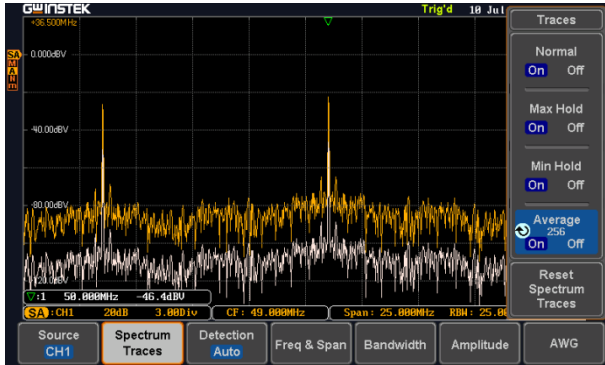 GWINSTEK
Trig'd 10 Jul
Traces
+36.500MHz
0.000dBV
SA
M
A
N
m
Normal
On Off
-40.00dBV
Max Hold
On Off
Min Hold
On Off
-80.00dBV
Average
256
On Off
-120.0dBV
Reset
Spectrum
Traces
:1 50.000MHz -46.4dBV
SA :CH1 20dB 3.00Div CF: 49.000MHz Span: 25.000MHz RBW: 25.0
Source
CH1
Spectrum
Traces
Detection
Auto
Freq & Span
Bandwidth
Amplitude
AWG